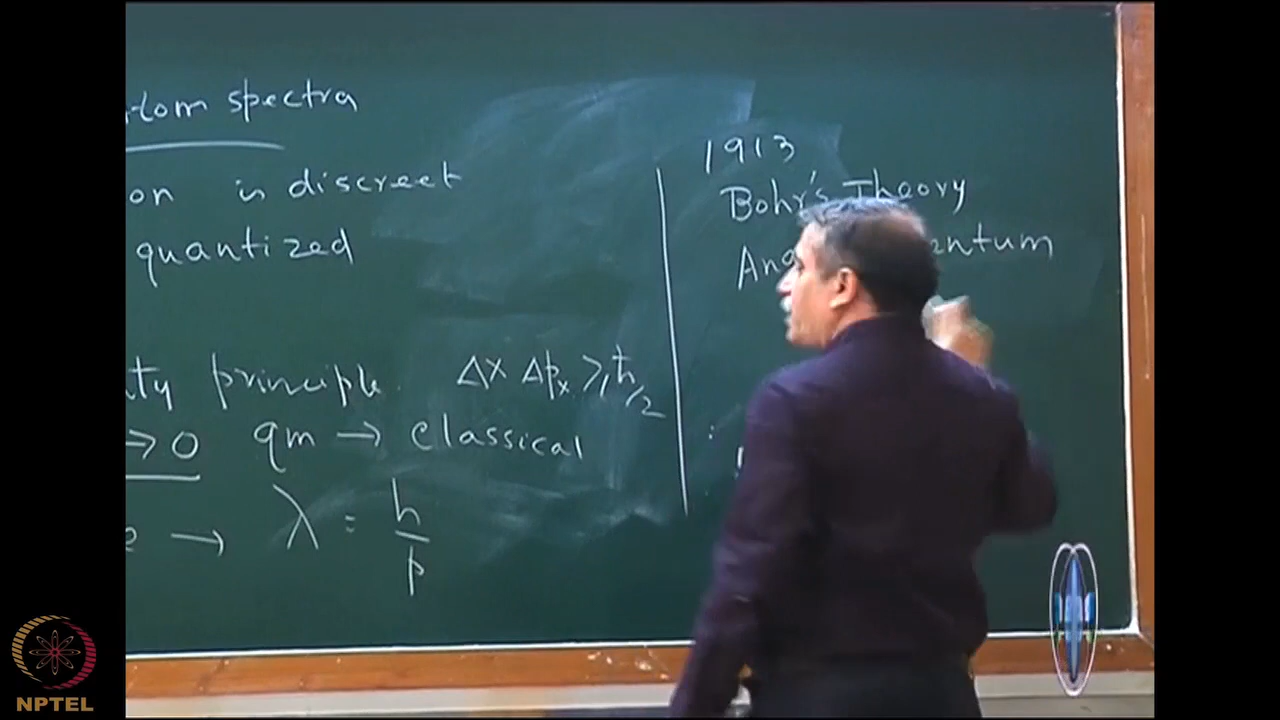 tom spectra
on is discreet
quantized
ty principle Δx Δpₓ ⩾ ħ/2
→ 0 qm → classical
e → λ = h/p
1913
Bohr's Theory
Ang entum
NPTEL